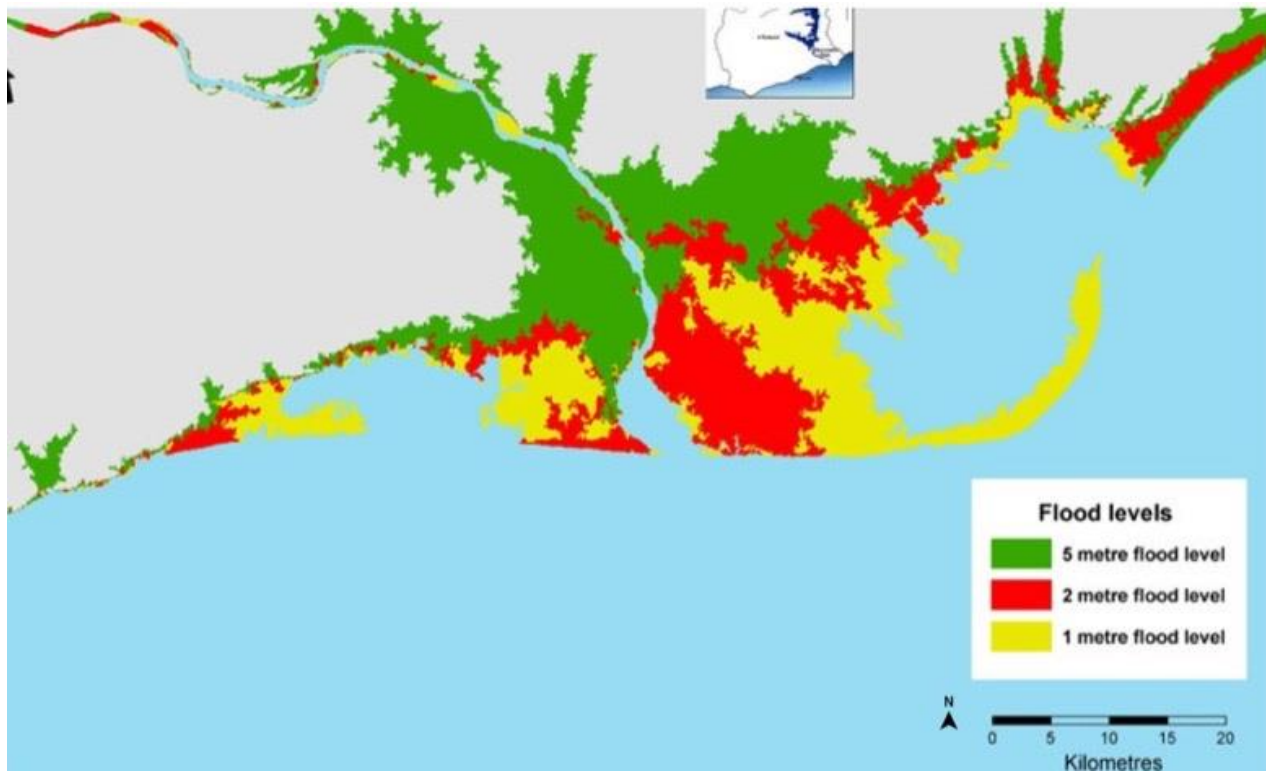 Flood levels
5 metre flood level
2 metre flood level
1 metre flood level
N
0 5 10 15 20
Kilometres